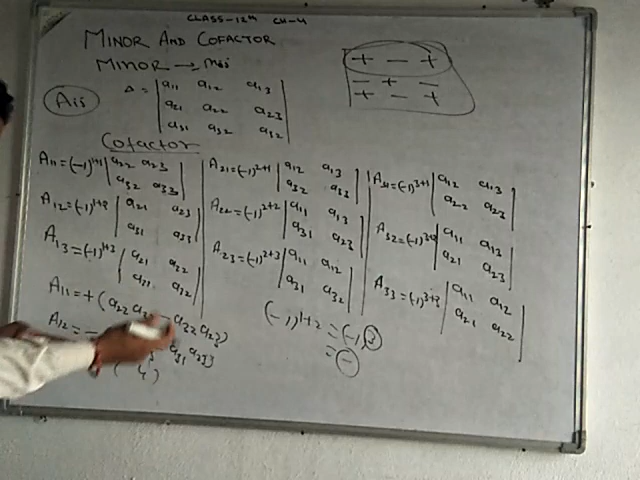 CLASS-12th CH-4
MINOR AND COFACTOR
MINOR → Mij
+ - +
- + -
+ - +
Aij
Δ = | a11 a12 a13
a21 a22 a23
a31 a32 a32 |
Cofactor
A11=(-1)1+1 | a22 a23
a32 a33 |
A12=(-1)1+2 | a21 a23
a31 a33 |
A13=(-1)1+3 | a21 a22
a31 a32 |
A11=+(a22 a33 - a32 a23)
A12=-
a31 a23)
A21=(-1)2+1 | a12 a13
a32 a33 |
A22=(-1)2+2 | a11 a13
a31 a23 |
A23=(-1)2+3 | a11 a12
a31 a32 |
(-1)1+2 = (-1)3
= -
A31=(-1)3+1 | a12 a13
a22 a23 |
A32=(-1)3+2 | a11 a13
a21 a23 |
A33=(-1)3+3 | a11 a12
a21 a22 |